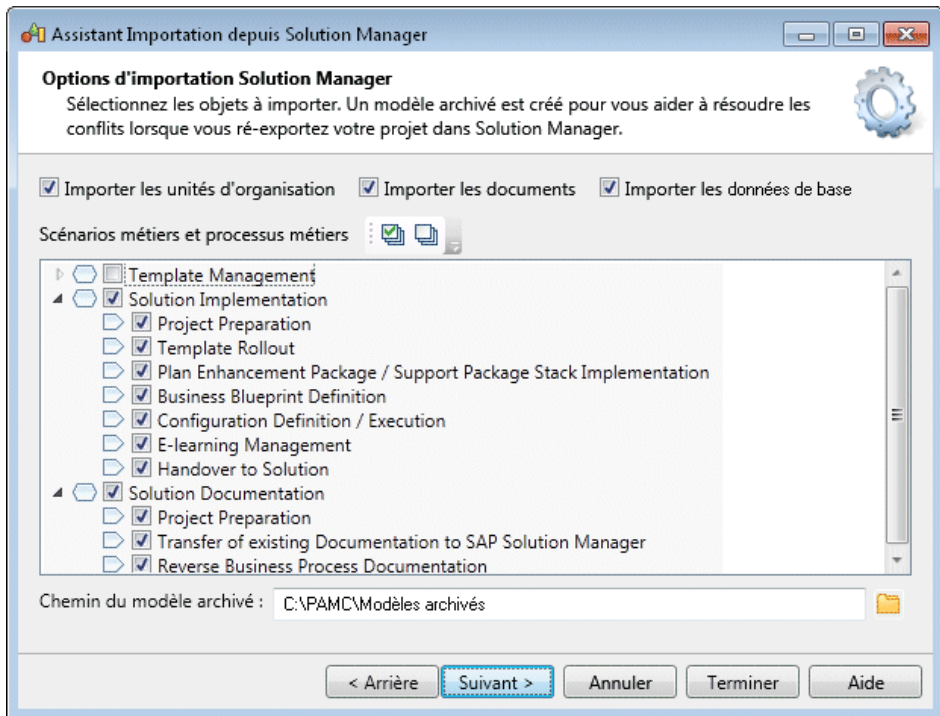 Assistant Importation depuis Solution Manager
Options d'importation Solution Manager
Sélectionnez les objets à importer. Un modèle archivé est créé pour vous aider à résoudre les
conflits lorsque vous ré-exportez votre projet dans Solution Manager.
Importer les unités d'organisation Importer les documents Importer les données de base
Scénarios métiers et processus métiers
Template Management
Solution Implementation
Project Preparation
Template Rollout
Plan Enhancement Package / Support Package Stack Implementation
Business Blueprint Definition
Configuration Definition / Execution
E-learning Management
Handover to Solution
Solution Documentation
Project Preparation
Transfer of existing Documentation to SAP Solution Manager
Reverse Business Process Documentation
Chemin du modèle archivé : C:\PAMC\Modèles archivés
< Arrière Suivant > Annuler Terminer Aide